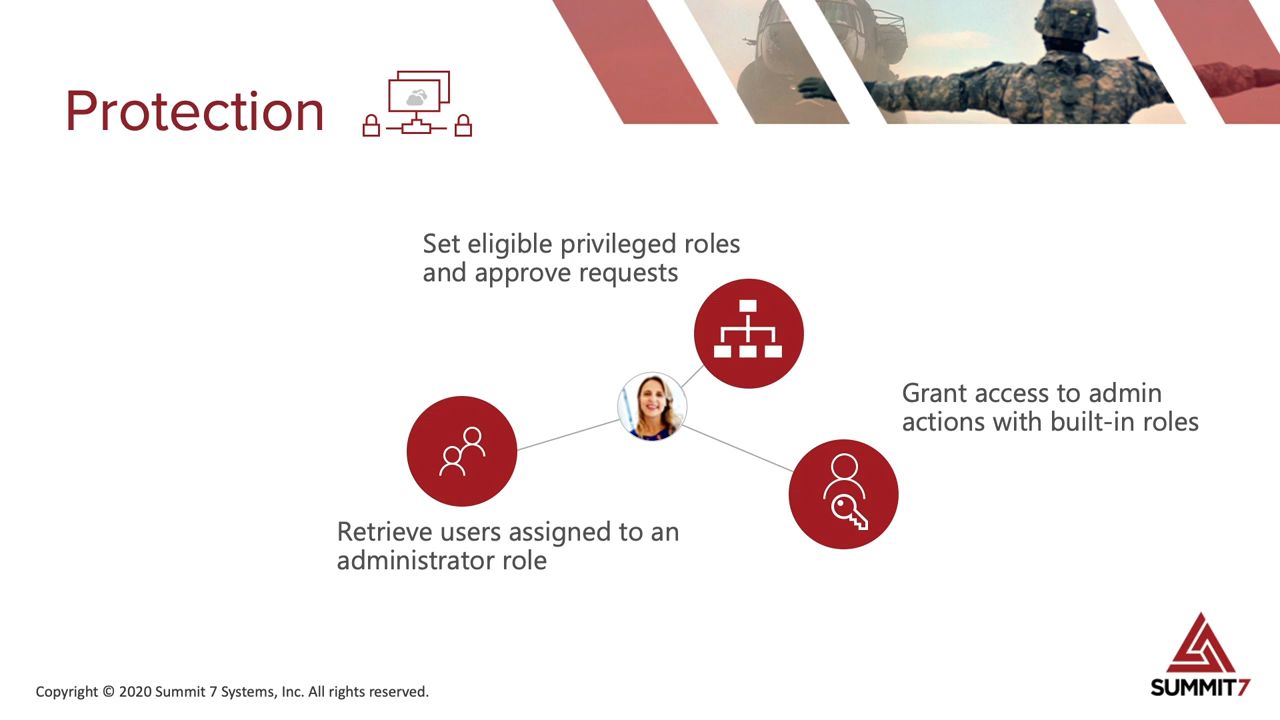 Protection
Set eligible privileged roles
and approve requests
Grant access to admin
actions with built-in roles
Retrieve users assigned to an
administrator role
Copyright © 2020 Summit 7 Systems, Inc. All rights reserved.
SUMMIT7